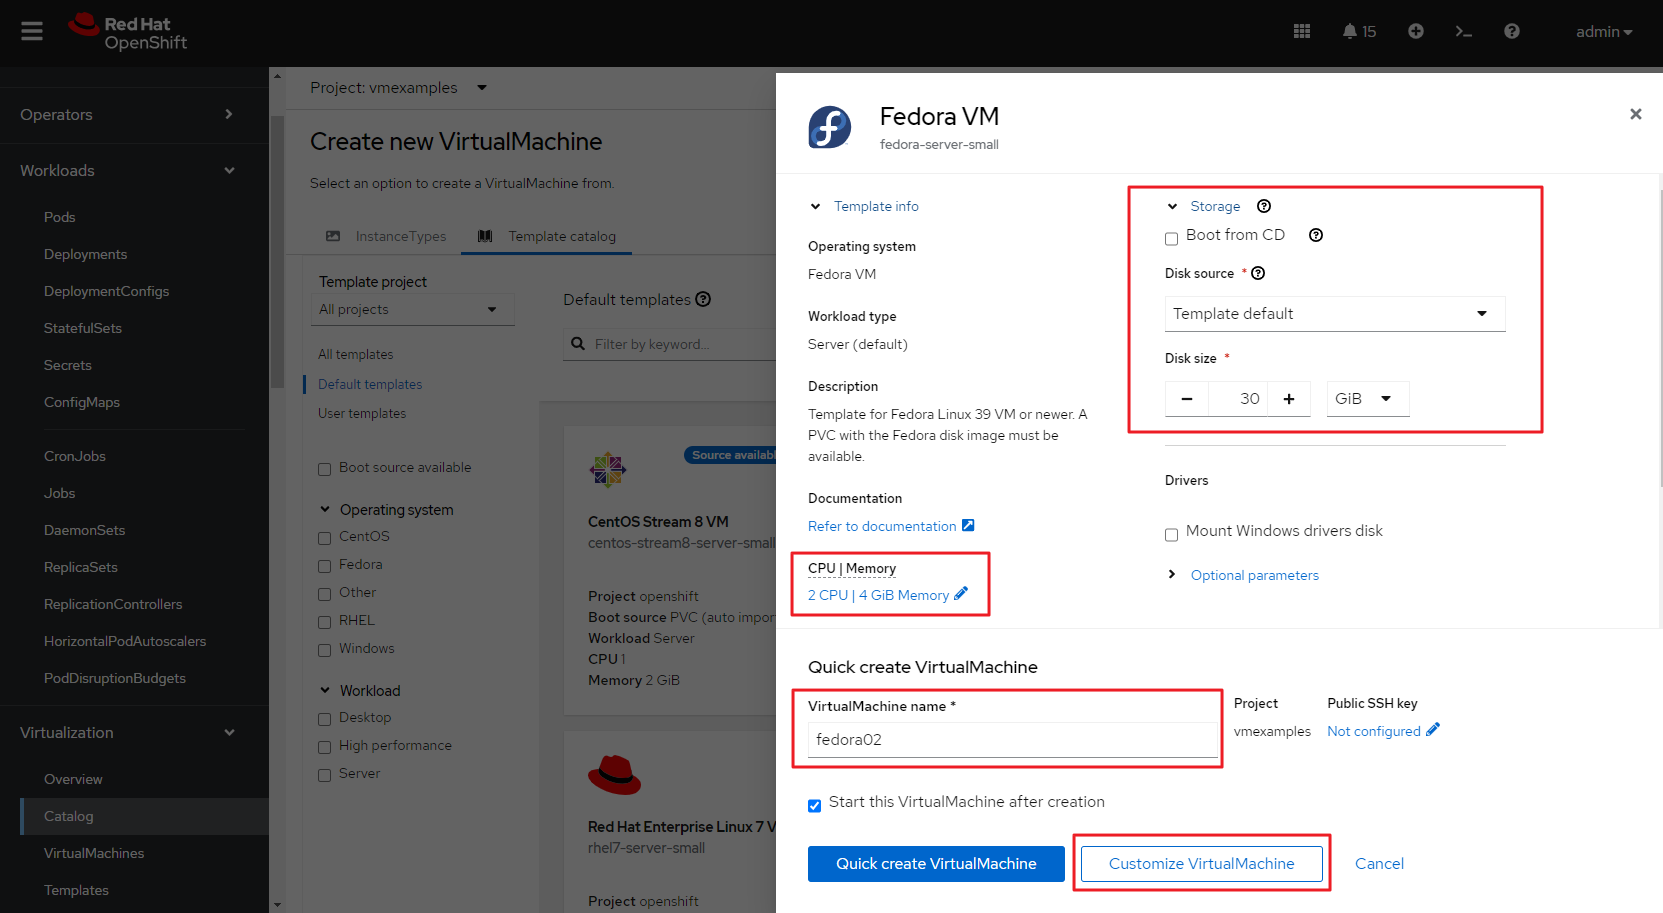 Red Hat
OpenShift
15
admin
Operators
Workloads
Pods
Deployments
DeploymentConfigs
StatefulSets
Secrets
ConfigMaps
CronJobs
Jobs
DaemonSets
ReplicaSets
ReplicationControllers
HorizontalPodAutoscalers
PodDisruptionBudgets
Virtualization
Overview
Catalog
VirtualMachines
Templates
Project: vmexamples
Create new VirtualMachine
Select an option to create a VirtualMachine from.
InstanceTypes
Template catalog
Template project
All projects
All templates
Default templates
User templates
Boot source available
Operating system
CentOS
Fedora
Other
RHEL
Windows
Workload
Desktop
High performance
Server
Default templates
Filter by keyword...
Source availabl
CentOS Stream 8 VM
centos-stream8-server-small
Project openshift
Boot source PVC (auto impor
Workload Server
CPU 1
Memory 2 GiB
Red Hat Enterprise Linux 7 V
rhel7-server-small
Project openshift
Fedora VM
fedora-server-small
Template info
Operating system
Fedora VM
Workload type
Server (default)
Description
Template for Fedora Linux 39 VM or newer. A
PVC with the Fedora disk image must be
available.
Documentation
Refer to documentation
CPU | Memory
2 CPU | 4 GiB Memory
Storage
Boot from CD
Disk source *
Template default
Disk size *
30
GiB
Drivers
Mount Windows drivers disk
Optional parameters
Quick create VirtualMachine
VirtualMachine name *
fedora02
Project
vmexamples
Public SSH key
Not configured
Start this VirtualMachine after creation
Quick create VirtualMachine
Customize VirtualMachine
Cancel